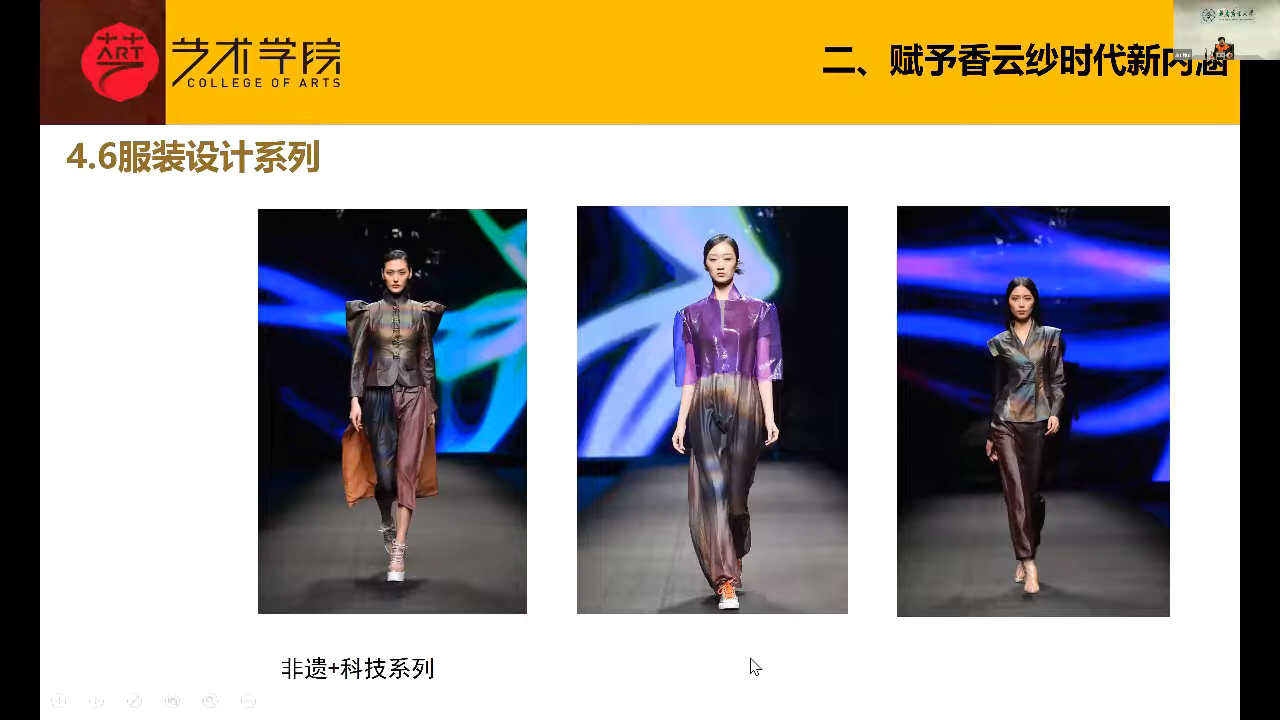 ART
艺术学院
COLLEGE OF ARTS
二、赋予香云纱时代新内涵
4.6服装设计系列
非遗+科技系列